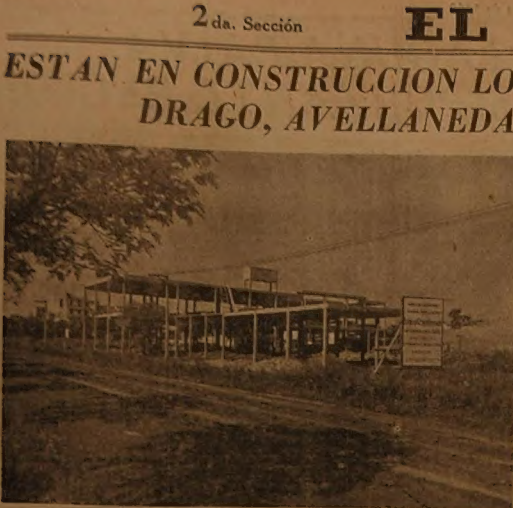 2da. Sección
EL
ESTAN EN CONSTRUCCION LO
DRAGO, AVELLANEDA